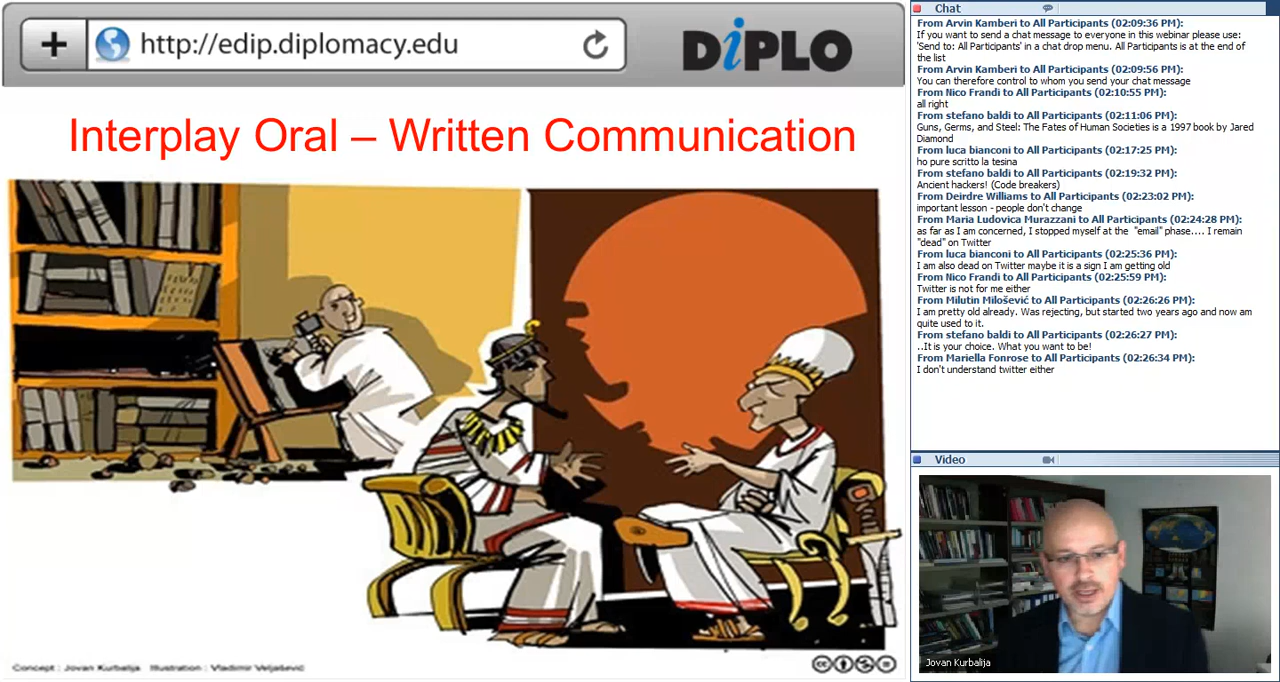 http://edip.diplomacy.edu
DiPLO
Interplay Oral – Written Communication
Concept : Jovan Kurbalija Illustration : Vladimir Veljašević
Chat
From Arvin Kamberi to All Participants (02:09:36 PM):
If you want to send a chat message to everyone in this webinar please use:
'Send to: All Participants' in a chat drop menu. All Participants is at the end of
the list
From Arvin Kamberi to All Participants (02:09:56 PM):
You can therefore control to whom you send your chat message
From Nico Frandi to All Participants (02:10:55 PM):
all right
From stefano baldi to All Participants (02:11:06 PM):
Guns, Germs, and Steel: The Fates of Human Societies is a 1997 book by Jared
Diamond
From luca bianconi to All Participants (02:17:25 PM):
ho pure scritto la tesina
From stefano baldi to All Participants (02:19:32 PM):
Ancient hackers! (Code breakers)
From Deirdre Williams to All Participants (02:23:02 PM):
important lesson - people don't change
From Maria Ludovica Murazzani to All Participants (02:24:28 PM):
as far as I am concerned, I stopped myself at the "email" phase.... I remain
"dead" on Twitter
From luca bianconi to All Participants (02:25:36 PM):
I am also dead on Twitter maybe it is a sign I am getting old
From Nico Frandi to All Participants (02:25:59 PM):
Twitter is not for me either
From Milutin Milošević to All Participants (02:26:26 PM):
I am pretty old already. Was rejecting, but started two years ago and now am
quite used to it.
From stefano baldi to All Participants (02:26:27 PM):
..It is your choice. What you want to be!
From Mariella Fonrose to All Participants (02:26:34 PM):
I don't understand twitter either
Video
Jovan Kurbalija